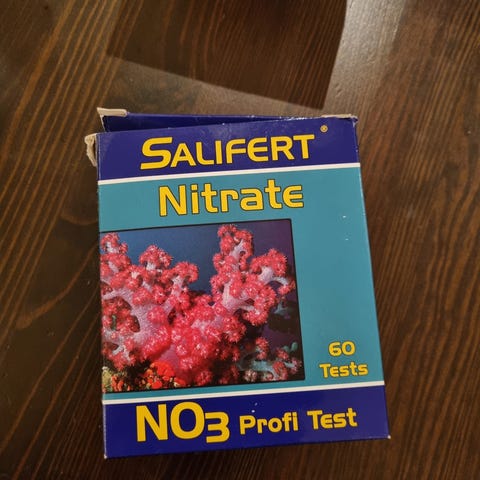 SALIFERT®
Nitrate
60
Tests
NO3 Profi Test